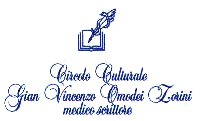 Circolo Culturale
Gian Vincenzo Omodei Zorini
medico scrittore